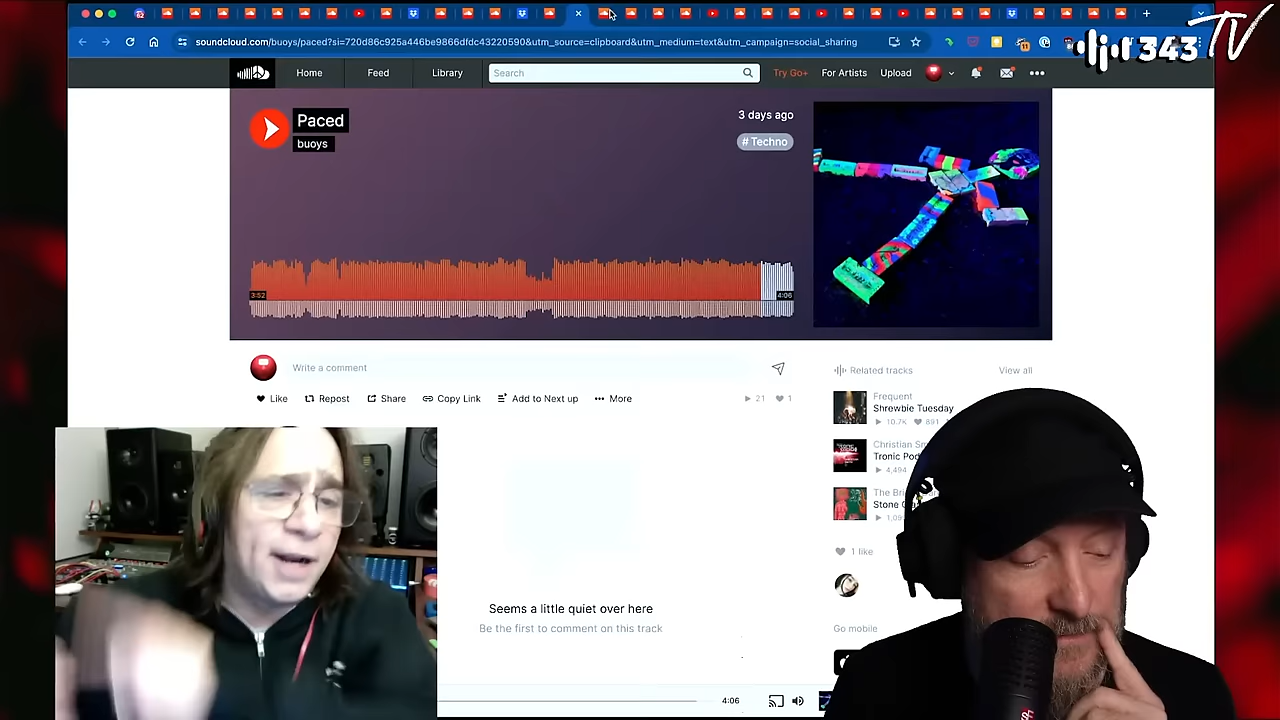 343 TV
soundcloud.com/buoys/paced?si=720d86c925a446be9866dfdc43220590&utm_source=clipboard&utm_medium=text&utm_campaign=social_sharing
Home
Feed
Library
Search
Try Go+
For Artists
Upload
Paced
buoys
3 days ago
# Techno
3:52
4:06
Write a comment
Like
Repost
Share
Copy Link
Add to Next up
More
21
1
Related tracks
View all
Frequent
Shrewbie Tuesday
10.7K
891
Christian Sm
Tronic Pod
4,494
The Bri
Stone
1 like
Seems a little quiet over here
Be the first to comment on this track
Go mobile
4:06